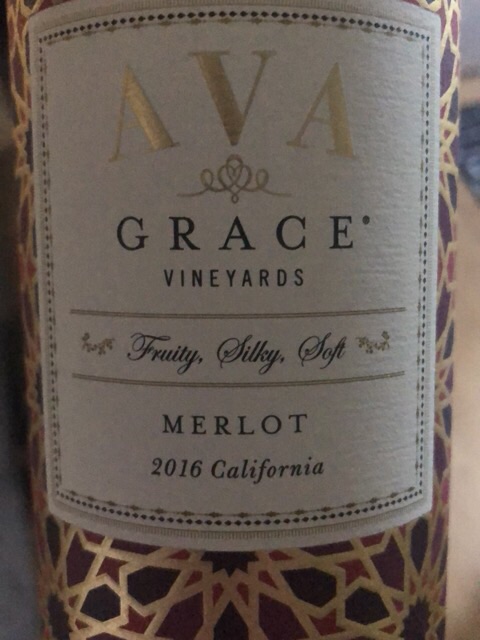 AVA
GRACE®
VINEYARDS
Fruity, Silky, Soft
MERLOT
2016 California